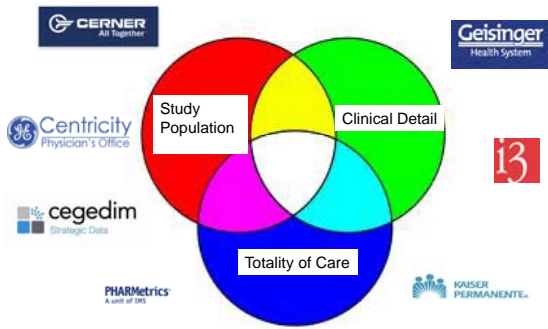 CERNER
All Together
Geisinger
Health System
Study
Population
Clinical Detail
Centricity
Physician's Office
GE
i3
cegedim
Strategic Data
Totality of Care
PHARMetrics
A unit of IMS
KAISER
PERMANENTE®